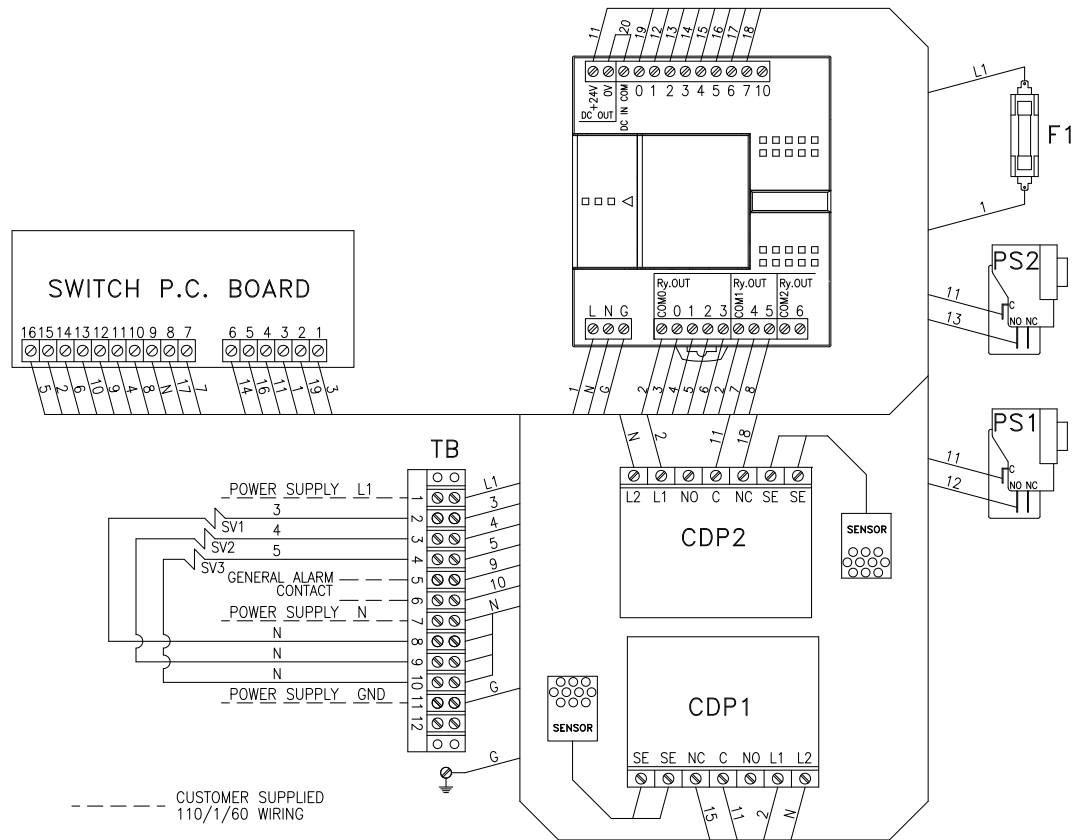 11 20 19 12 13 14 15 16 17 18
+24V 0V DC IN COM 0 1 2 3 4 5 6 7 10
DC OUT
L1
F1
1
SWITCH P.C. BOARD
16 15 14 13 12 11 10 9 8 7 6 5 4 3 2 1
5 2 6 10 9 4 8 N 17 7 14 16 11 1 19 3
Ry.OUT Ry.OUT Ry.OUT
L N G COM0 0 1 2 3 COM1 4 5 COM2 6
1 N G 2 3 4 5 6 2 7 8
PS2
11
13
C
NO NC
PS1
11
12
C
NO NC
TB
POWER SUPPLY L1 1 L1
3 2 3
SV1
4 3 4
SV2
5 4 5
SV3
GENERAL ALARM 5 9
CONTACT
6 10
POWER SUPPLY N 7 N
N 8
N 9
N 10
POWER SUPPLY GND 11 G
12
G
N 2 11 18
L2 L1 NO C NC SE SE
CDP2
SENSOR
CDP1
SENSOR
SE SE NC C NO L1 L2
15 11 2 N
CUSTOMER SUPPLIED
110/1/60 WIRING